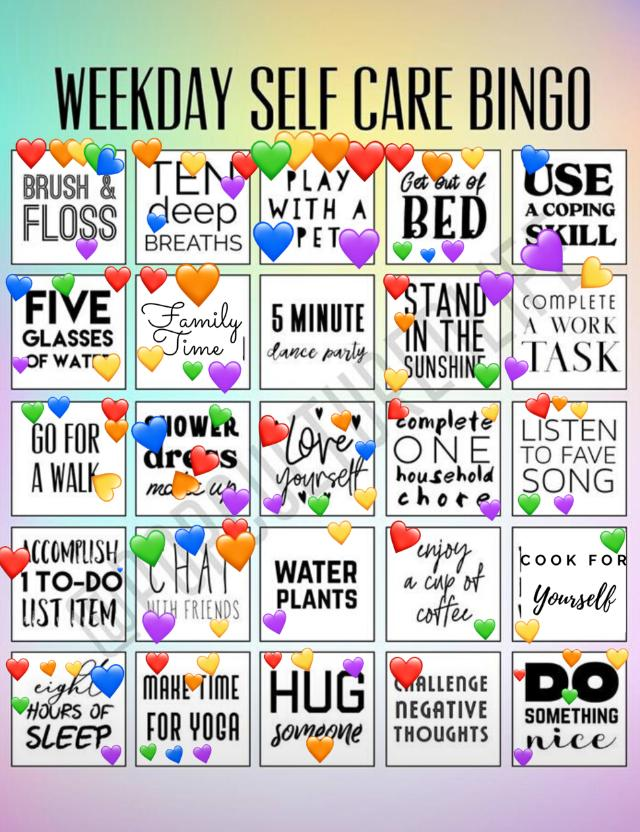 WEEKDAY SELF CARE BINGO
BRUSH &
FLOSS
TEN
deep
BREATHS
PLAY
WITH A
PET
Get out of
BED
USE
A COPING
SKILL
FIVE
GLASSES
OF WATER
Family
Time
5 MINUTE
dance party
STAND
IN THE
SUNSHINE
COMPLETE
A WORK
TASK
GO FOR
A WALK
SHOWER
dress
make up
Love
yourself
complete
ONE
household
chore
LISTEN
TO FAVE
SONG
ACCOMPLISH
1 TO-DO
LIST ITEM
CHAT
WITH FRIENDS
WATER
PLANTS
enjoy
a cup of
coffee
COOK FOR
Yourself
eight
HOURS OF
SLEEP
MAKE TIME
FOR YOGA
HUG
someone
CHALLENGE
NEGATIVE
THOUGHTS
DO
SOMETHING
nice